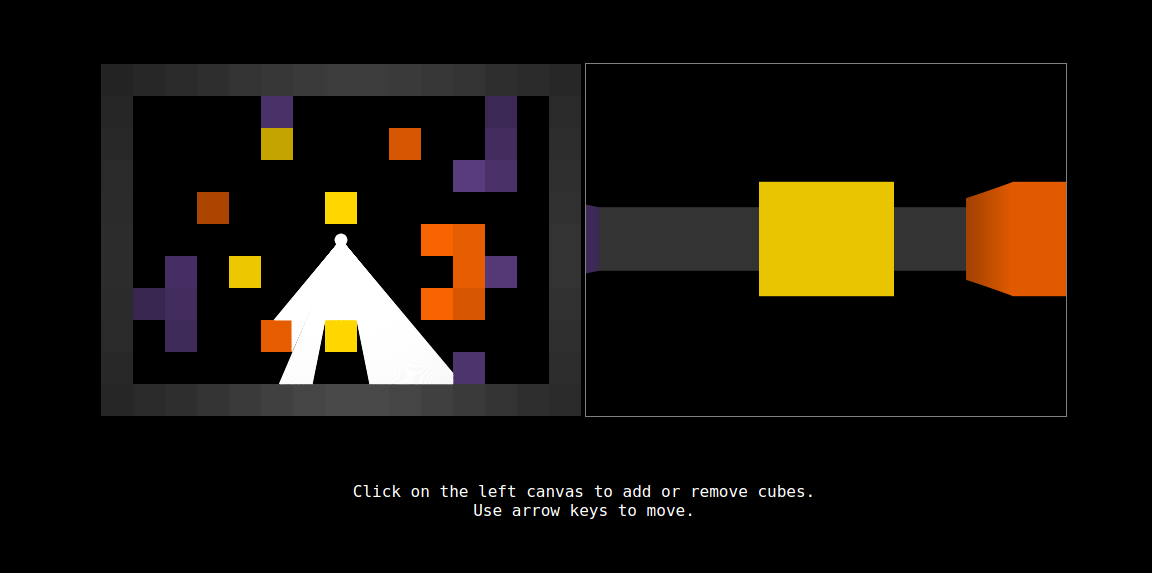 Click on the left canvas to add or remove cubes.
Use arrow keys to move.